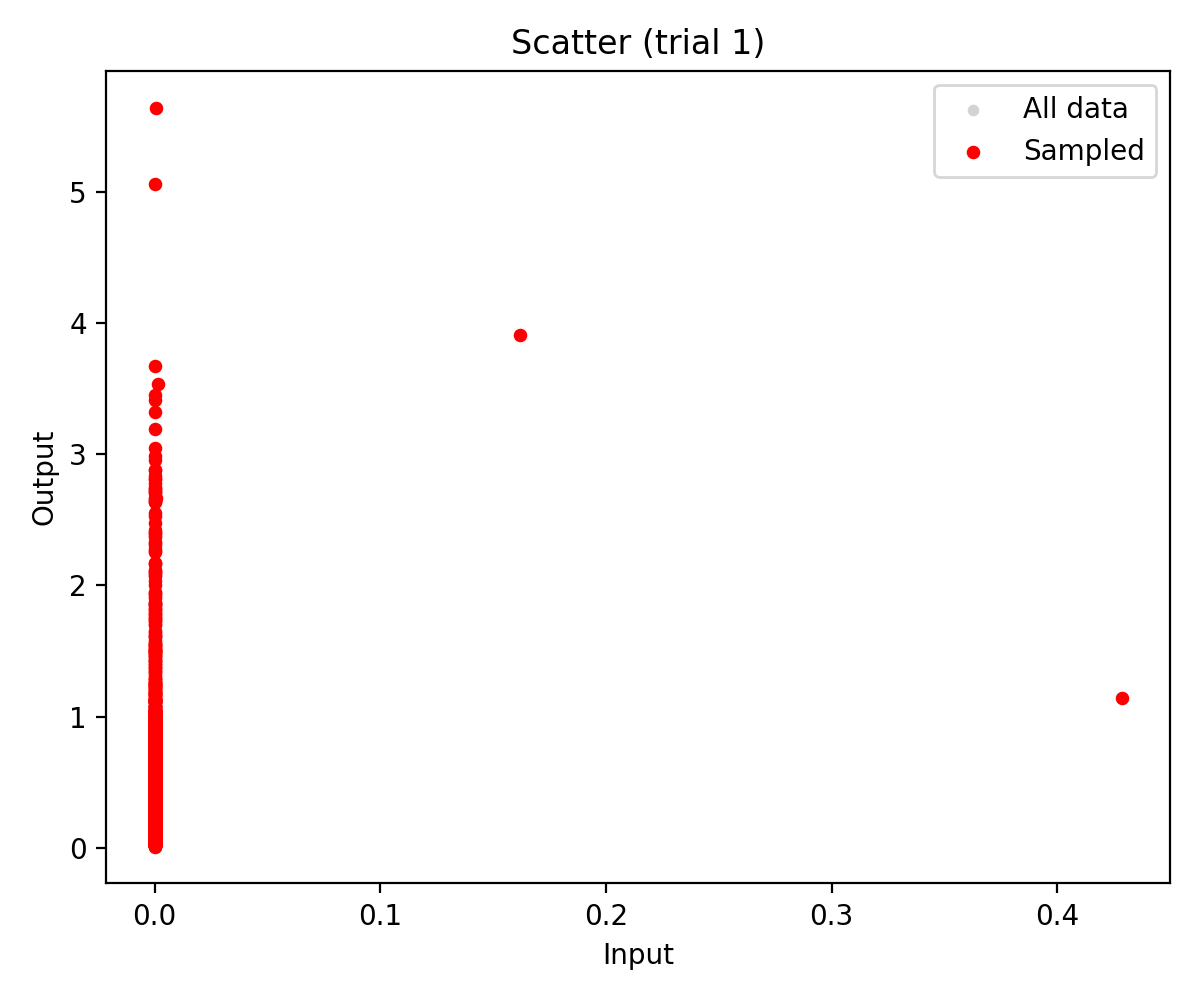 Scatter (trial 1)
All data
Sampled
Output
5
4
3
2
1
0
0.0 0.1 0.2 0.3 0.4
Input